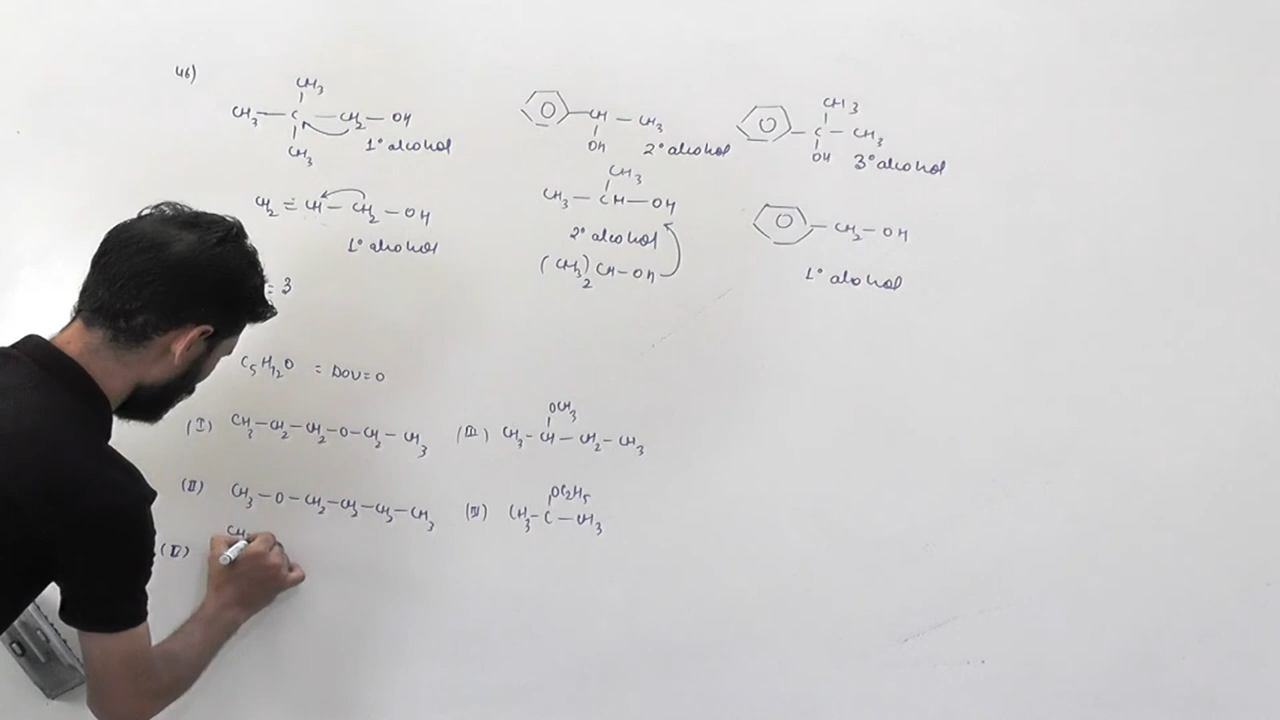 46)
CH3
CH3 — C — CH2 — OH
CH3
1° alcohol
CH — CH3
OH
2° alcohol
CH3
C — CH3
OH
3° alcohol
CH2 = CH — CH2 — OH
1° alcohol
CH3
CH3 — CH — OH
2° alcohol
(CH3)2 CH — OH
CH2 — OH
1° alcohol
= 3
C5H12O = DOU = 0
(I) CH3 — CH2 — CH2 — O — CH2 — CH3
(III) OCH3
CH3 — CH — CH2 — CH3
(II) CH3 — O — CH2 — CH2 — CH2 — CH3
OC2H5
CH3 — C — CH3
(V) CH